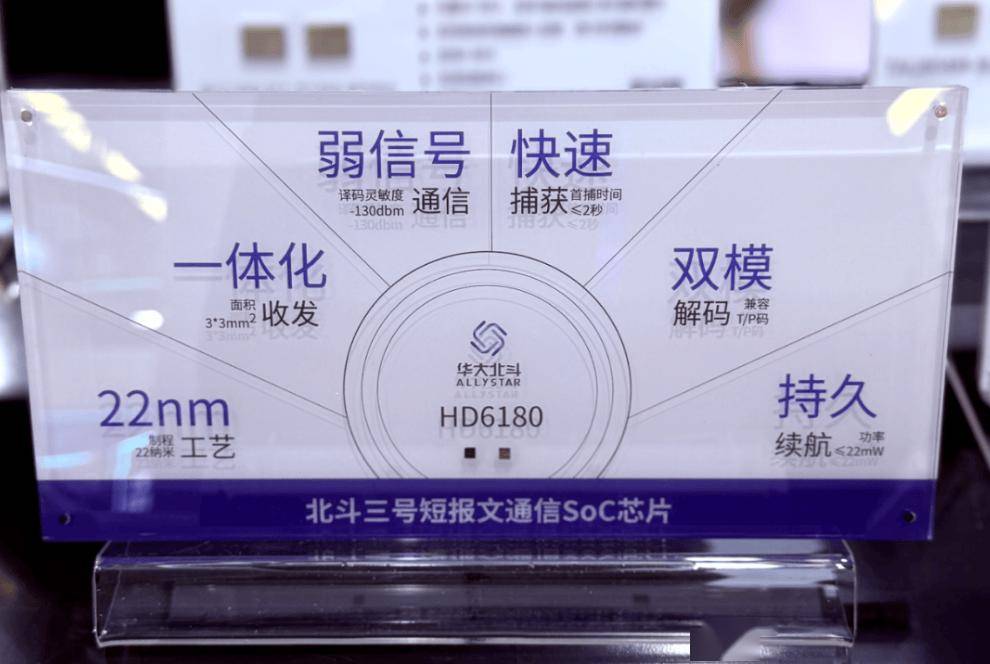 弱信号
译码灵敏度
-130dbm
通信
快速
捕获
首捕时间
≤2秒
一体化
面积
3*3mm²
收发
双模
解码
兼容
T/P码
22nm
制程
22纳米
工艺
持久
续航
功率
≤22mW
华大北斗
ALLYSTAR
HD6180
北斗三号短报文通信SoC芯片